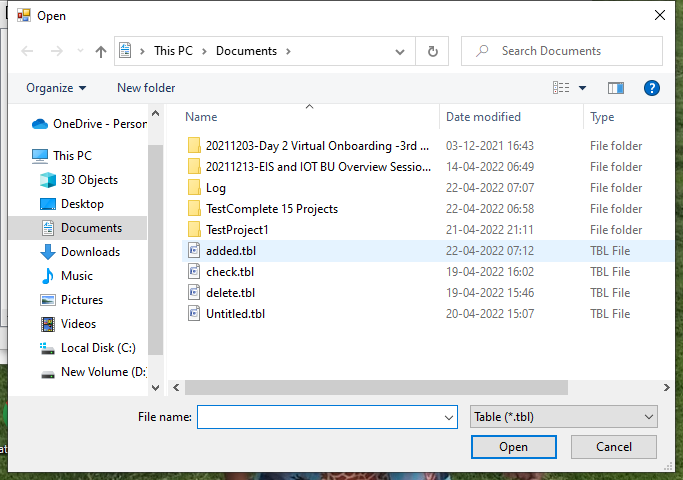 Open
This PC > Documents >
Search Documents
Organize
New folder
OneDrive - Person
This PC
3D Objects
Desktop
Documents
Downloads
Music
Pictures
Videos
Local Disk (C:)
New Volume (D:
Name Date modified Type
20211203-Day 2 Virtual Onboarding -3rd ... 03-12-2021 16:43 File folder
20211213-EIS and IOT BU Overview Sessio... 14-04-2022 06:49 File folder
Log 22-04-2022 07:07 File folder
TestComplete 15 Projects 22-04-2022 06:58 File folder
TestProject1 21-04-2022 21:11 File folder
added.tbl 22-04-2022 07:12 TBL File
check.tbl 19-04-2022 16:02 TBL File
delete.tbl 19-04-2022 15:46 TBL File
Untitled.tbl 20-04-2022 15:07 TBL File
File name:
Table (*.tbl)
Open
Cancel